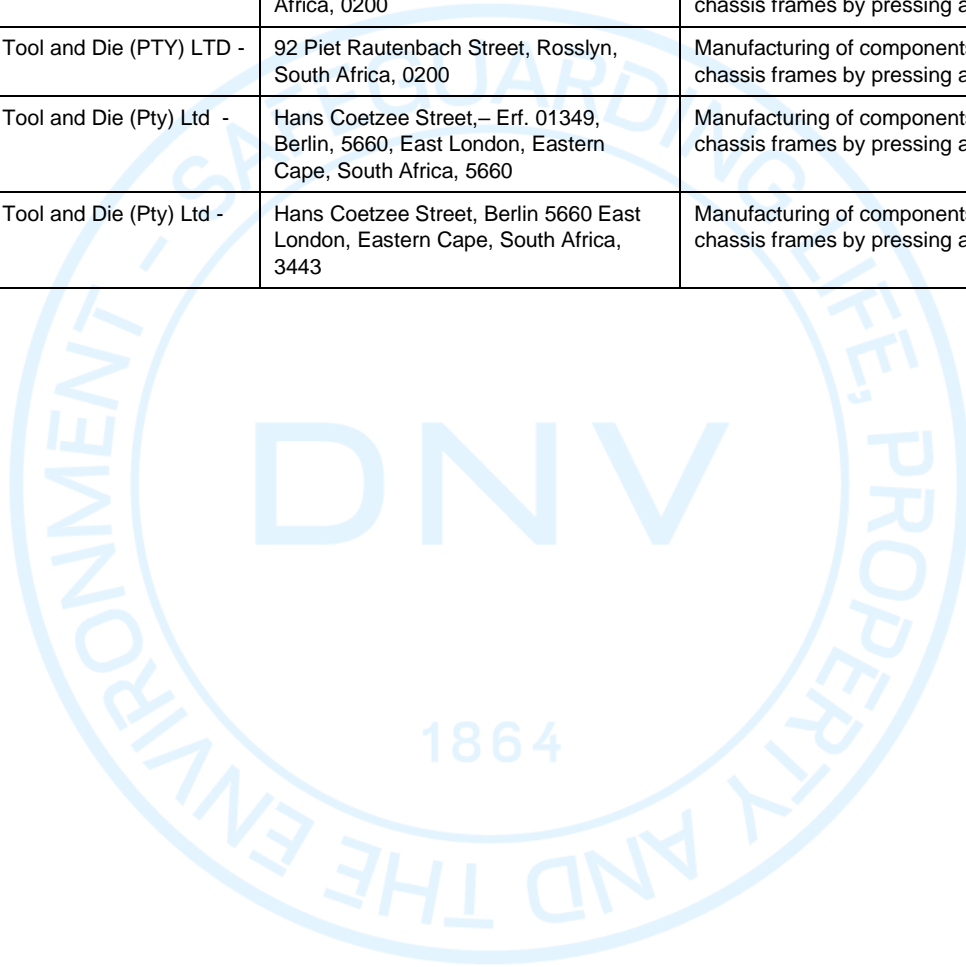 Africa, 0200
chassis frames by pressing a
Tool and Die (PTY) LTD -
92 Piet Rautenbach Street, Rosslyn,
South Africa, 0200
Manufacturing of component
chassis frames by pressing a
Tool and Die (Pty) Ltd -
Hans Coetzee Street,– Erf. 01349,
Berlin, 5660, East London, Eastern
Cape, South Africa, 5660
Manufacturing of component
chassis frames by pressing a
Tool and Die (Pty) Ltd -
Hans Coetzee Street, Berlin 5660 East
London, Eastern Cape, South Africa,
3443
Manufacturing of component
chassis frames by pressing a
SAFEGUARDING LIFE, PROPERTY AND THE ENVIRONMENT –
DNV
1864